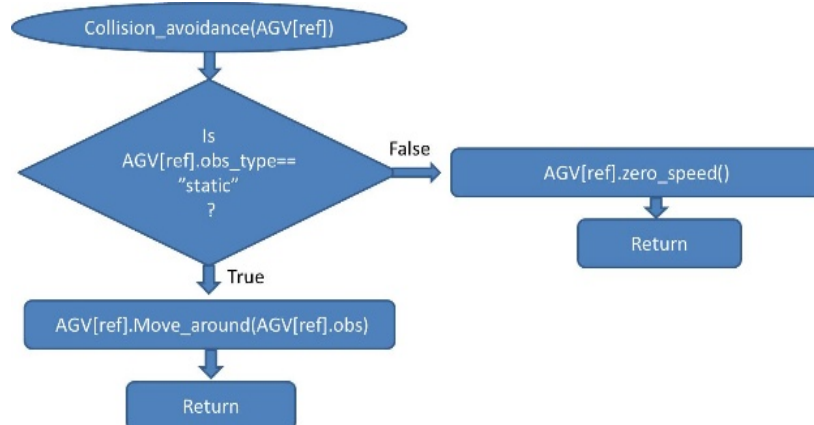 Collision_avoidance(AGV[ref])
Is
AGV[ref].obs_type==
”static”
?
False
AGV[ref].zero_speed()
Return
True
AGV[ref].Move_around(AGV[ref].obs)
Return